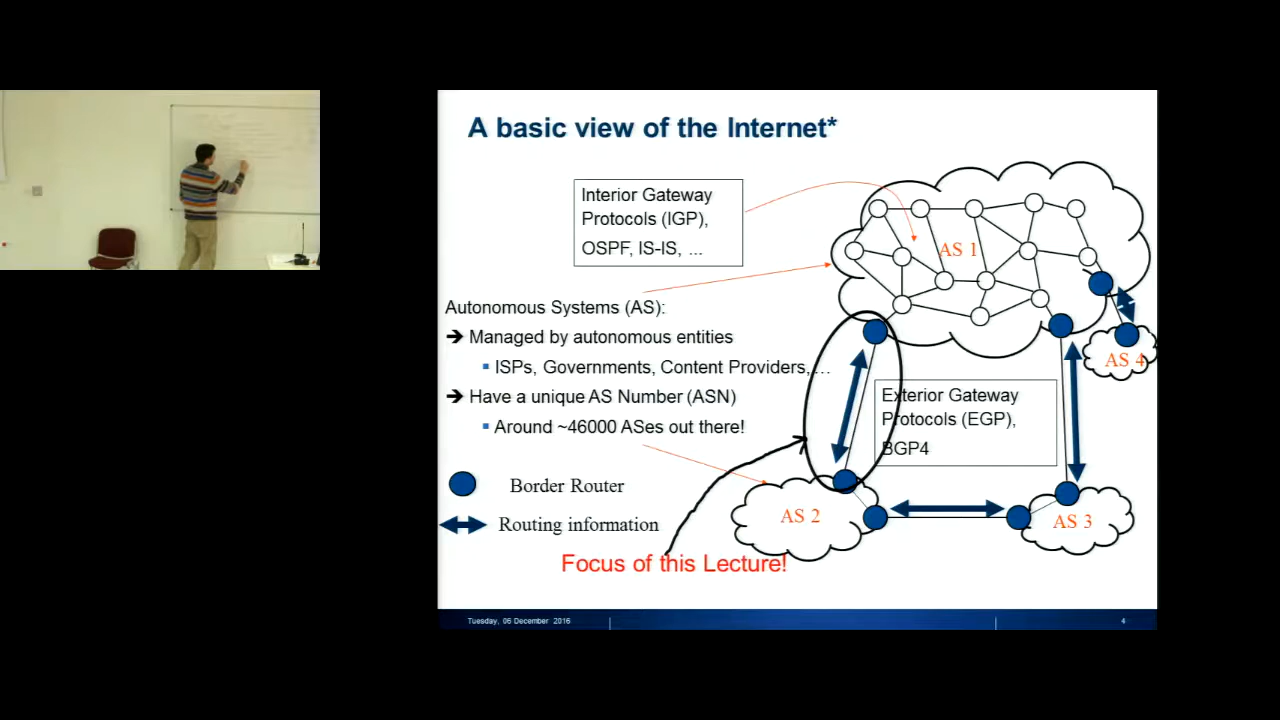 A basic view of the Internet*
Interior Gateway
Protocols (IGP),
OSPF, IS-IS, ...
AS 1
Autonomous Systems (AS):
Managed by autonomous entities
ISPs, Governments, Content Providers,...
Have a unique AS Number (ASN)
Around ~46000 ASes out there!
AS 4
Exterior Gateway
Protocols (EGP),
BGP4
Border Router
Routing information
AS 2
AS 3
Focus of this Lecture!
Tuesday, 06 December 2016
4